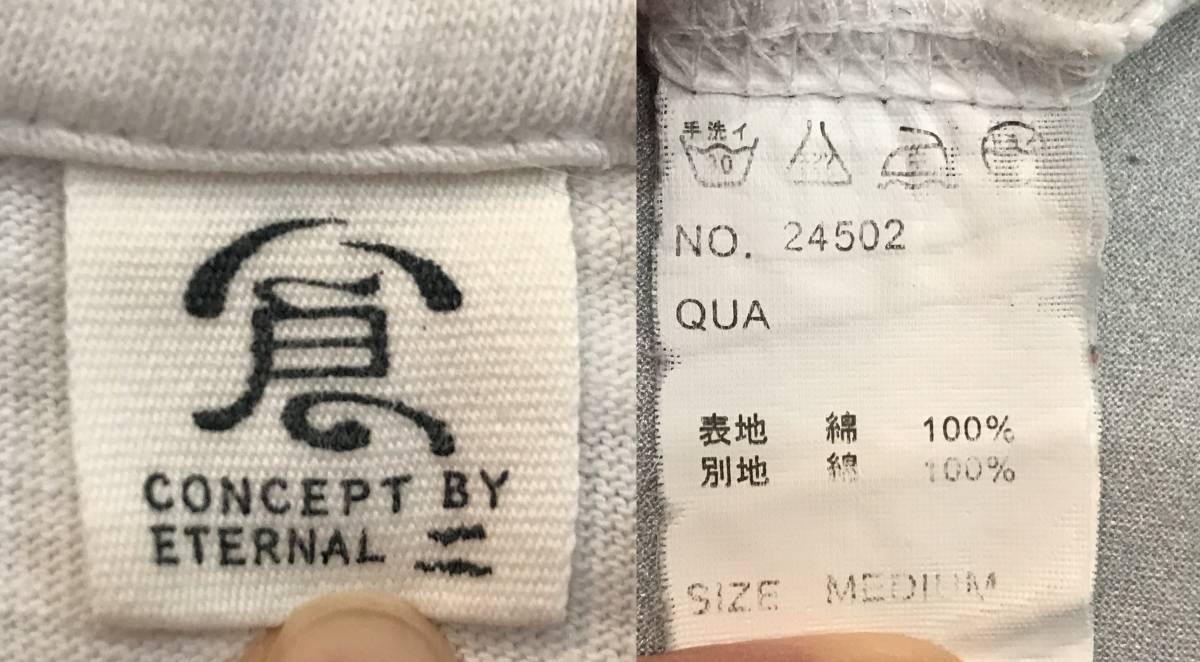 CONCEPT BY
ETERNAL 二
手洗イ
NO. 24502
QUA
表地 綿 100%
別地 綿 100%
SIZE MEDIUM